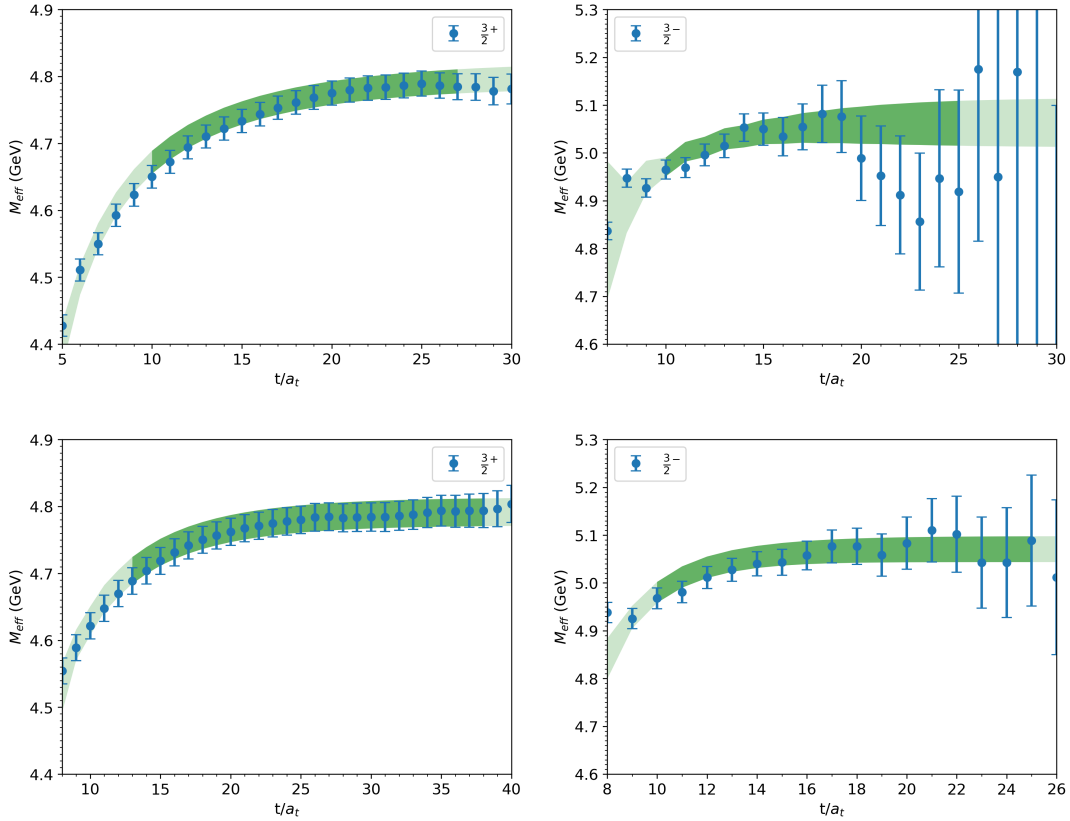 4.9
4.8
4.7
4.6
4.5
4.4
M_eff (GeV)
3/2 +
5 10 15 20 25 30
t/a_t
5.3
5.2
5.1
5.0
4.9
4.8
4.7
4.6
M_eff (GeV)
3/2 −
10 15 20 25 30
t/a_t
4.9
4.8
4.7
4.6
4.5
4.4
M_eff (GeV)
3/2 +
10 15 20 25 30 35 40
t/a_t
5.3
5.2
5.1
5.0
4.9
4.8
4.7
4.6
M_eff (GeV)
3/2 −
8 10 12 14 16 18 20 22 24 26
t/a_t